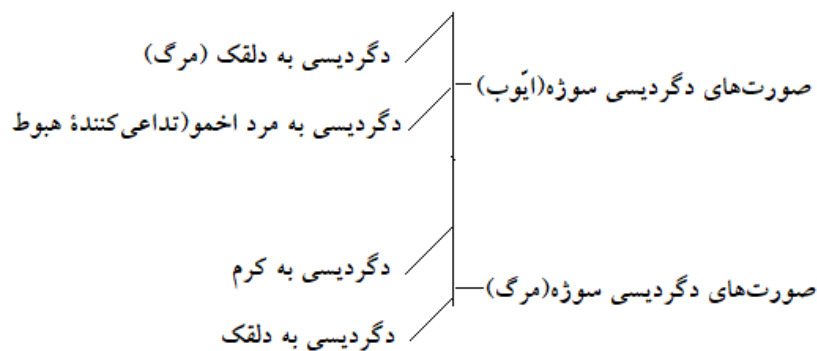 دگردیسی به دلقک (مرگ)
صورت‌های دگردیسی سوژه(ایّوب)
دگردیسی به مرد اخمو(تداعی‌کنندۀ هبوط
دگردیسی به کرم
صورت‌های دگردیسی سوژه(مرگ)
دگردیسی به دلقک